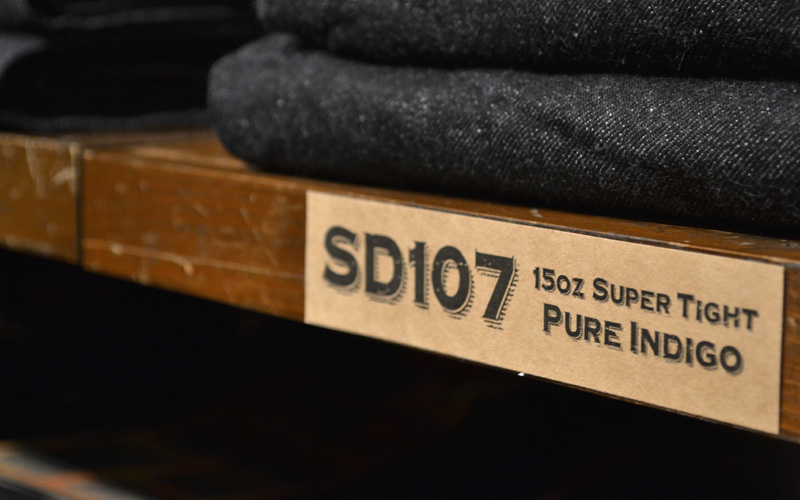 SD107
15oz Super Tight
Pure Indigo